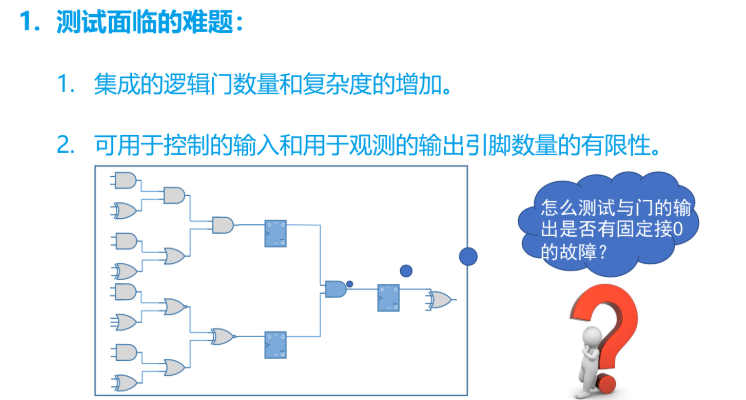 1. 测试面临的难题：
1. 集成的逻辑门数量和复杂度的增加。
2. 可用于控制的输入和用于观测的输出引脚数量的有限性。
怎么测试与门的输
出是否有固定接0
的故障？